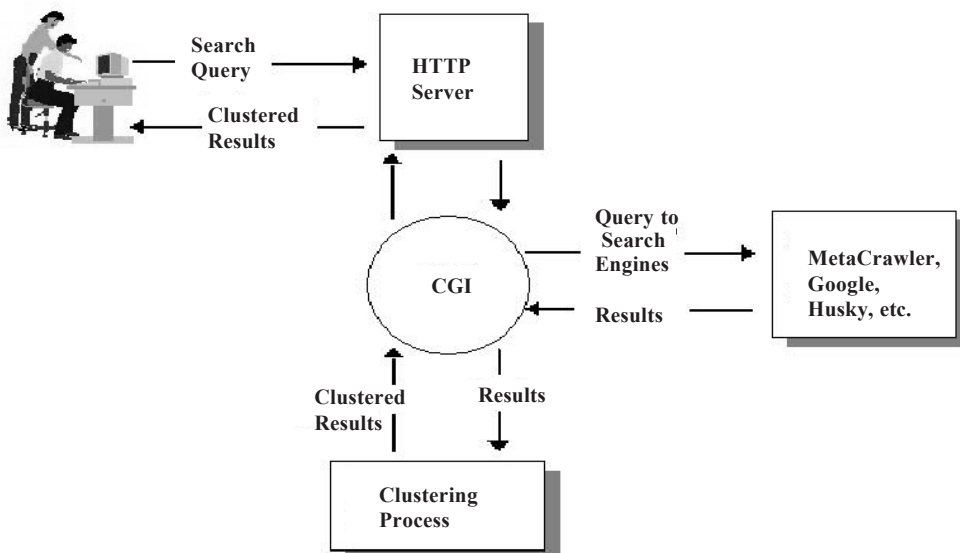 Search
Query
HTTP
Server
Clustered
Results
Query to
Search
Engines
MetaCrawler,
Google,
Husky, etc.
CGI
Results
Clustered
Results
Results
Clustering
Process